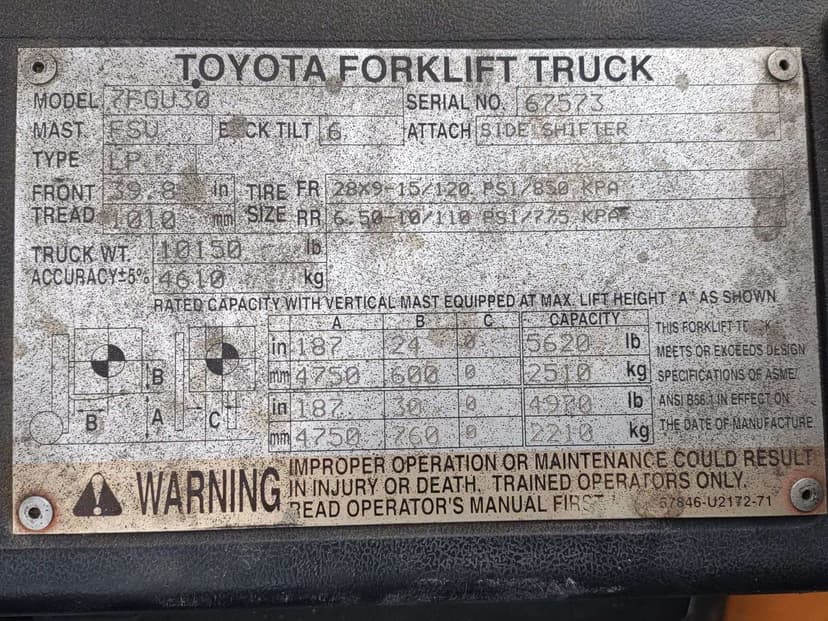 TOYOTA FORKLIFT TRUCK
MODEL 7FGU30 SERIAL NO. 67573
MAST FSU BACK TILT 6 ATTACH SIDE SHIFTER
TYPE LP
FRONT TREAD 39.8 in TIRE SIZE FR 28X9-15/120 PSI/850 KPA
1010 mm RR 6.50-10/110 PSI/775 KPA
TRUCK WT. 10150 lb
ACCURACY±5% 4610 kg
RATED CAPACITY WITH VERTICAL MAST EQUIPPED AT MAX. LIFT HEIGHT "A" AS SHOWN
A B C CAPACITY
in 187 24 0 5620 lb
mm 4750 600 0 2510 kg
in 187 30 0 4970 lb
mm 4750 760 0 2210 kg
B
B A C
THIS FORKLIFT TRUCK
MEETS OR EXCEEDS DESIGN
SPECIFICATIONS OF ASME/
ANSI B56.1 IN EFFECT ON
THE DATE OF MANUFACTURE
WARNING
IMPROPER OPERATION OR MAINTENANCE COULD RESULT
IN INJURY OR DEATH. TRAINED OPERATORS ONLY.
READ OPERATOR'S MANUAL FIRST
57846-U2172-71